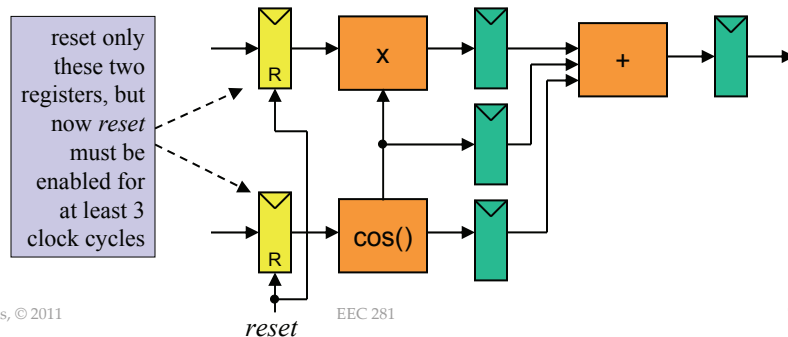 reset only
these two
registers, but
now reset
must be
enabled for
at least 3
clock cycles
R
x
+
R
cos()
s, © 2011
EEC 281
reset